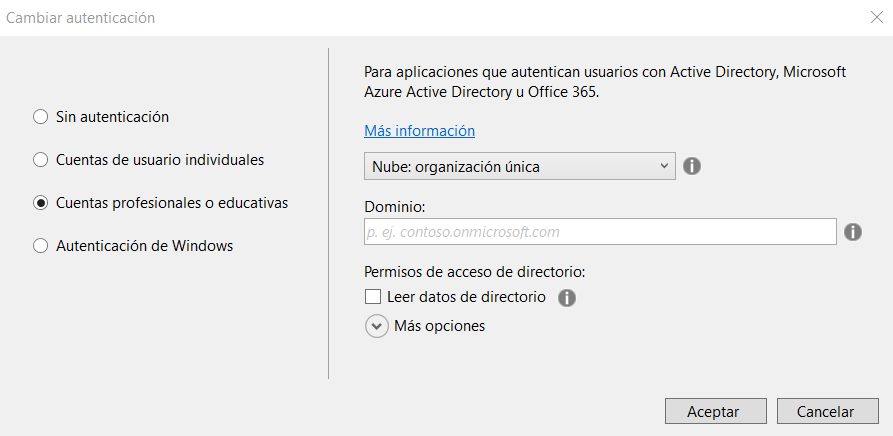 Cambiar autenticación
Sin autenticación
Cuentas de usuario individuales
Cuentas profesionales o educativas
Autenticación de Windows
Para aplicaciones que autentican usuarios con Active Directory, Microsoft
Azure Active Directory u Office 365.
Más información
Nube: organización única
Dominio:
p. ej. contoso.onmicrosoft.com
Permisos de acceso de directorio:
Leer datos de directorio
Más opciones
Aceptar
Cancelar